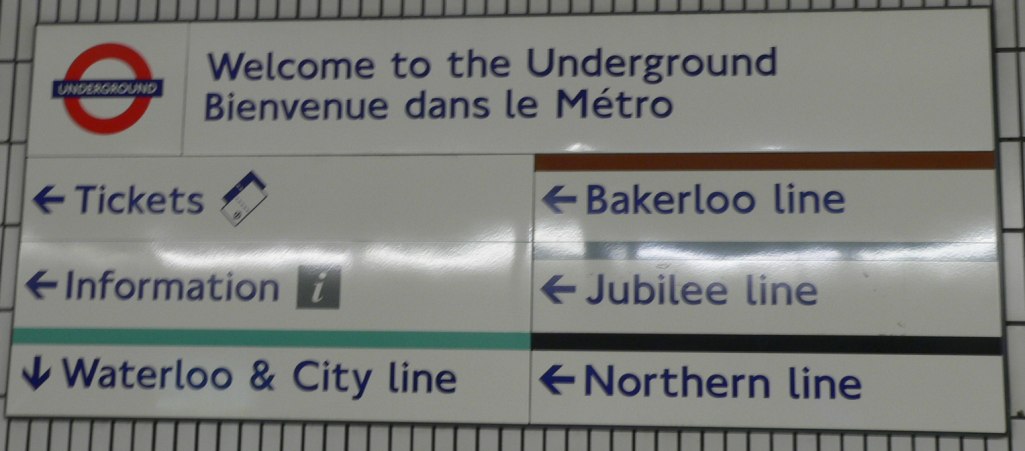 UNDERGROUND
Welcome to the Underground
Bienvenue dans le Métro
← Tickets
← Information i
↓ Waterloo & City line
← Bakerloo line
← Jubilee line
← Northern line